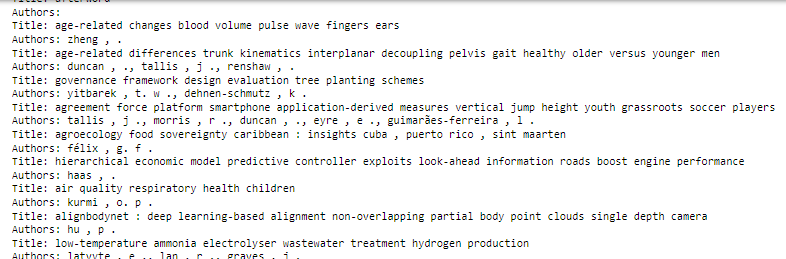 Authors:
Title: age-related changes blood volume pulse wave fingers ears
Authors: zheng , .
Title: age-related differences trunk kinematics interplanar decoupling pelvis gait healthy older versus younger men
Authors: duncan , ., tallis , j ., renshaw , .
Title: governance framework design evaluation tree planting schemes
Authors: yitbarek , t. w ., dehnen-schmutz , k .
Title: agreement force platform smartphone application-derived measures vertical jump height youth grassroots soccer players
Authors: tallis , j ., morris , r ., duncan , ., eyre , e ., guimarães-ferreira , l .
Title: agroecology food sovereignty caribbean : insights cuba , puerto rico , sint maarten
Authors: félix , g. f .
Title: hierarchical economic model predictive controller exploits look-ahead information roads boost engine performance
Authors: haas , .
Title: air quality respiratory health children
Authors: kurmi , o. p .
Title: alignbodynet : deep learning-based alignment non-overlapping partial body point clouds single depth camera
Authors: hu , p .
Title: low-temperature ammonia electrolyser wastewater treatment hydrogen production
Authors: latvyte , e ., lan , r ., graves , j .